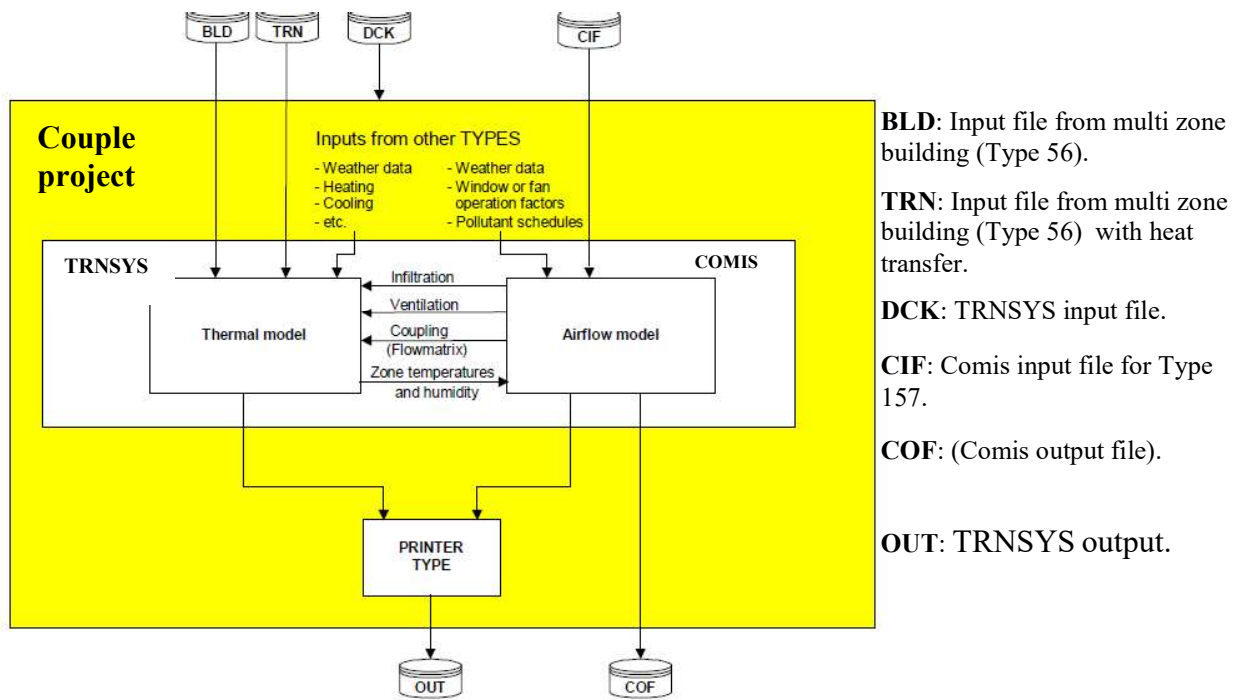 BLD TRN DCK CIF
Couple
project
Inputs from other TYPES
- Weather data
- Heating
- Cooling
- etc.
- Weather data
- Window or fan
operation factors
- Pollutant schedules
TRNSYS
COMIS
Infiltration
Ventilation
Coupling
(Flowmatrix)
Zone temperatures
and humidity
Thermal model
Airflow model
PRINTER
TYPE
OUT
COF
BLD: Input file from multi zone
building (Type 56).
TRN: Input file from multi zone
building (Type 56) with heat
transfer.
DCK: TRNSYS input file.
CIF: Comis input file for Type
157.
COF: (Comis output file).
OUT: TRNSYS output.